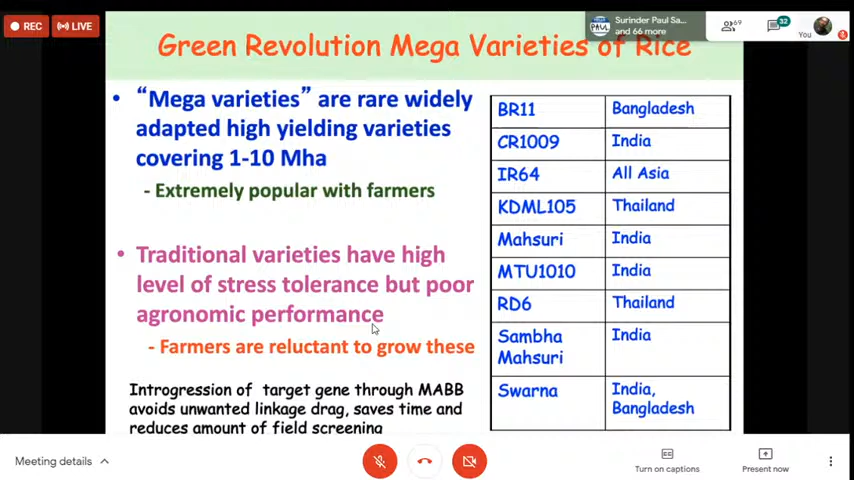 REC
LIVE
Surinder Paul Sa...
and 66 more
PAUL
69
32
You
Green Revolution Mega Varieties of Rice
• “Mega varieties” are rare widely
adapted high yielding varieties
covering 1-10 Mha
- Extremely popular with farmers
• Traditional varieties have high
level of stress tolerance but poor
agronomic performance
- Farmers are reluctant to grow these
Introgression of target gene through MABB
avoids unwanted linkage drag, saves time and
reduces amount of field screening
BR11 Bangladesh
CR1009 India
IR64 All Asia
KDML105 Thailand
Mahsuri India
MTU1010 India
RD6 Thailand
Sambha India
Mahsuri
Swarna India,
Bangladesh
Meeting details
Turn on captions
Present now